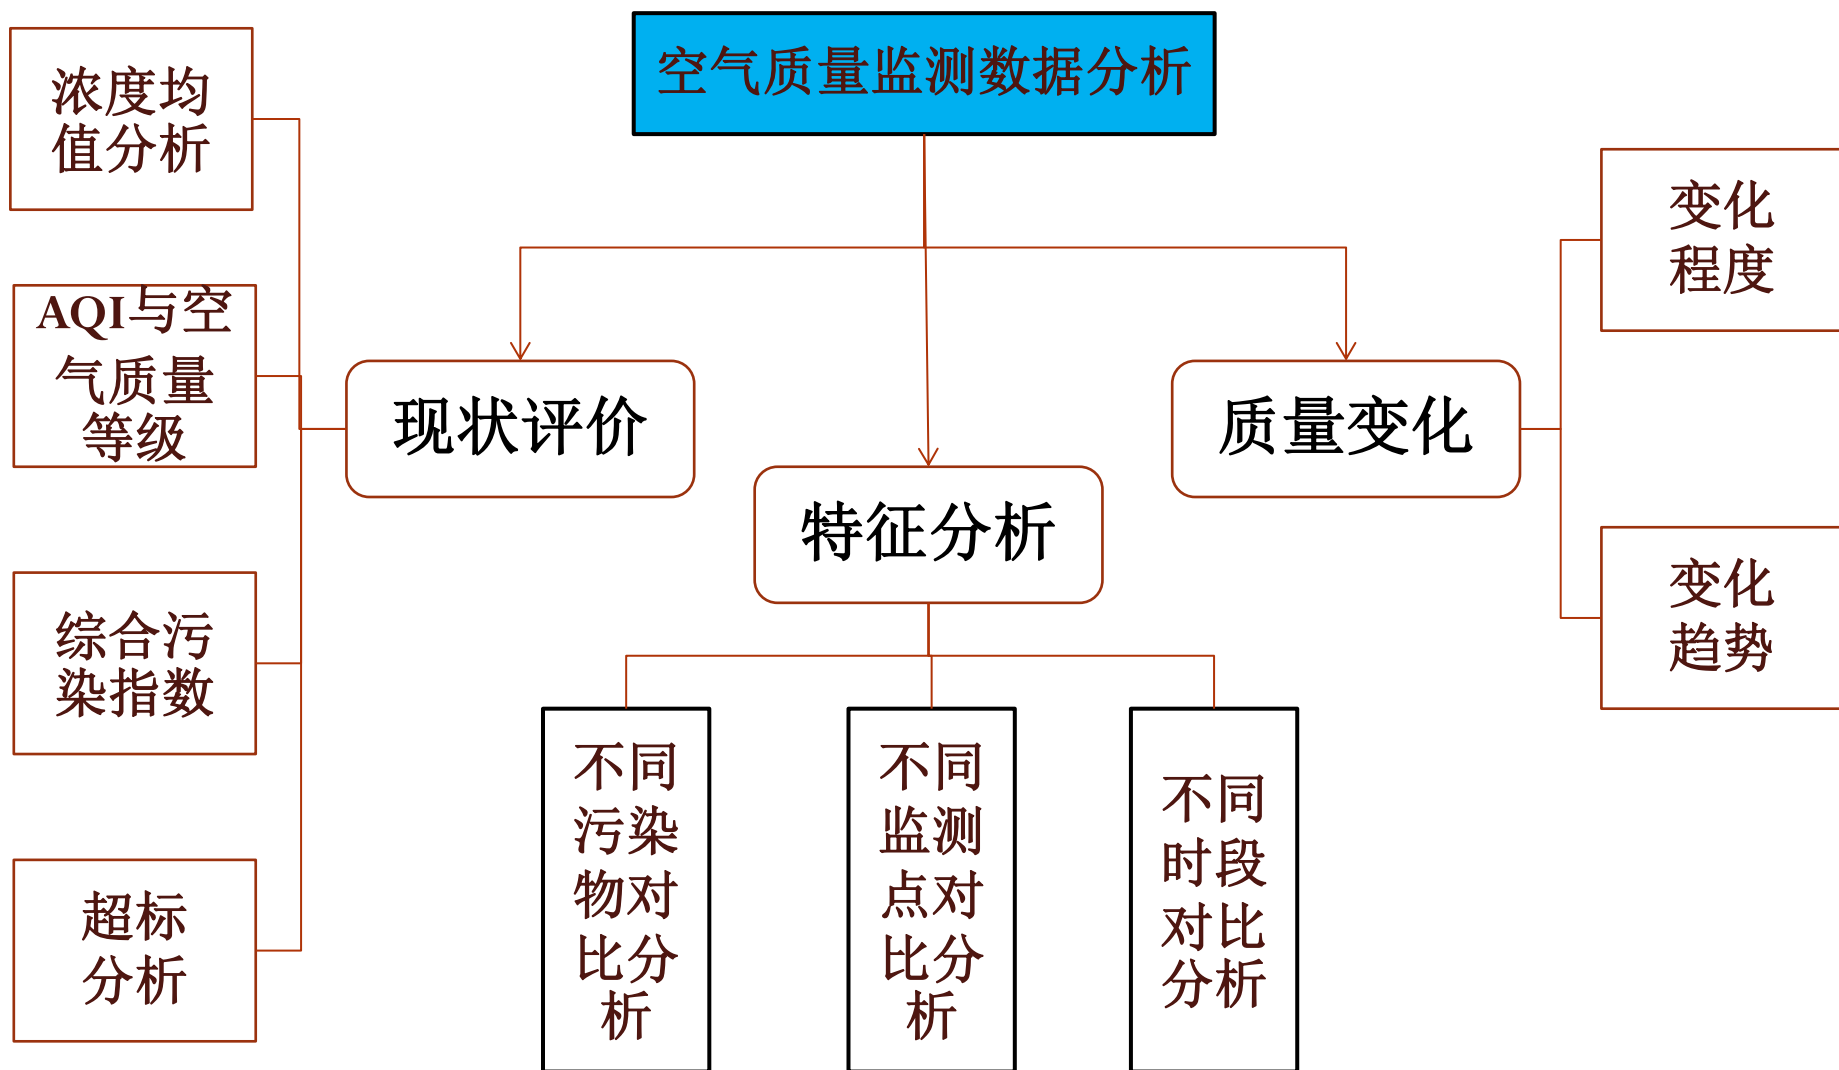 空气质量监测数据分析
浓度均
值分析
AQI与空
气质量
等级
综合污
染指数
超标
分析
现状评价
特征分析
质量变化
变化
程度
变化
趋势
不同
污染
物对
比分
析
不同
监测
点对
比分
析
不同
时段
对比
分析